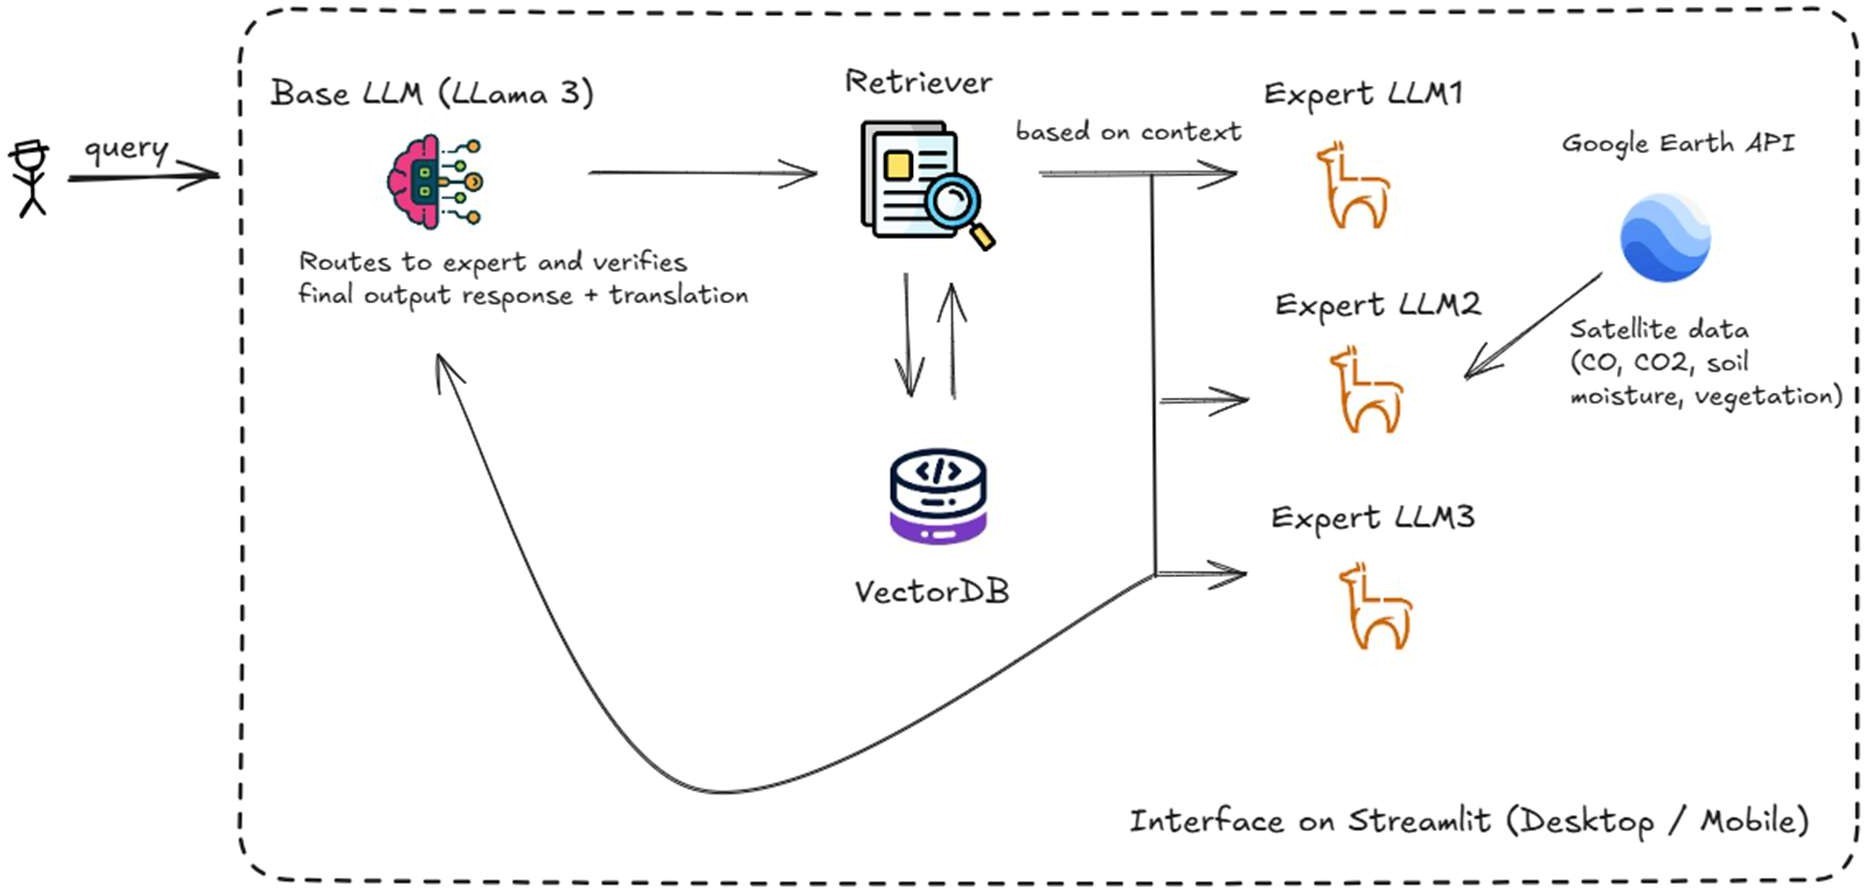 query
Base LLM (LLama 3)
Routes to expert and verifies
final output response + translation
Retriever
based on context
VectorDB
Expert LLM1
Google Earth API
Expert LLM2
Satellite data
(CO, CO2, soil
moisture, vegetation)
Expert LLM3
Interface on Streamlit (Desktop / Mobile)